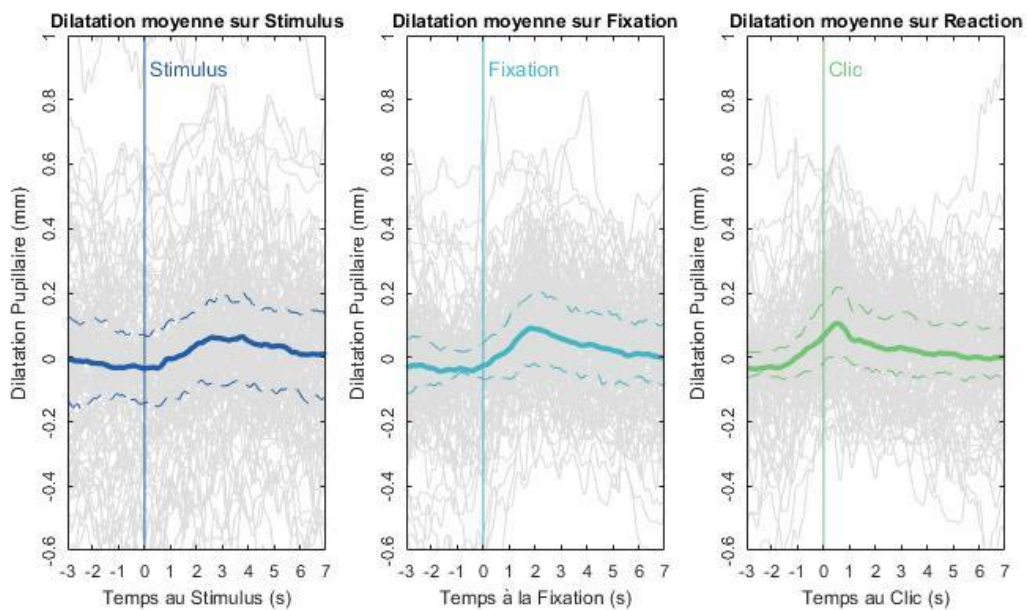 Dilatation moyenne sur Stimulus
Dilatation Pupillaire (mm)
1
0.8
0.6
0.4
0.2
0
-0.2
-0.4
-0.6
Stimulus
-3 -2 -1 0 1 2 3 4 5 6 7
Temps au Stimulus (s)
Dilatation moyenne sur Fixation
Dilatation Pupillaire (mm)
1
0.8
0.6
0.4
0.2
0
-0.2
-0.4
-0.6
Fixation
-3 -2 -1 0 1 2 3 4 5 6 7
Temps à la Fixation (s)
Dilatation moyenne sur Reaction
Dilatation Pupillaire (mm)
1
0.8
0.6
0.4
0.2
0
-0.2
-0.4
-0.6
Clic
-3 -2 -1 0 1 2 3 4 5 6 7
Temps au Clic (s)